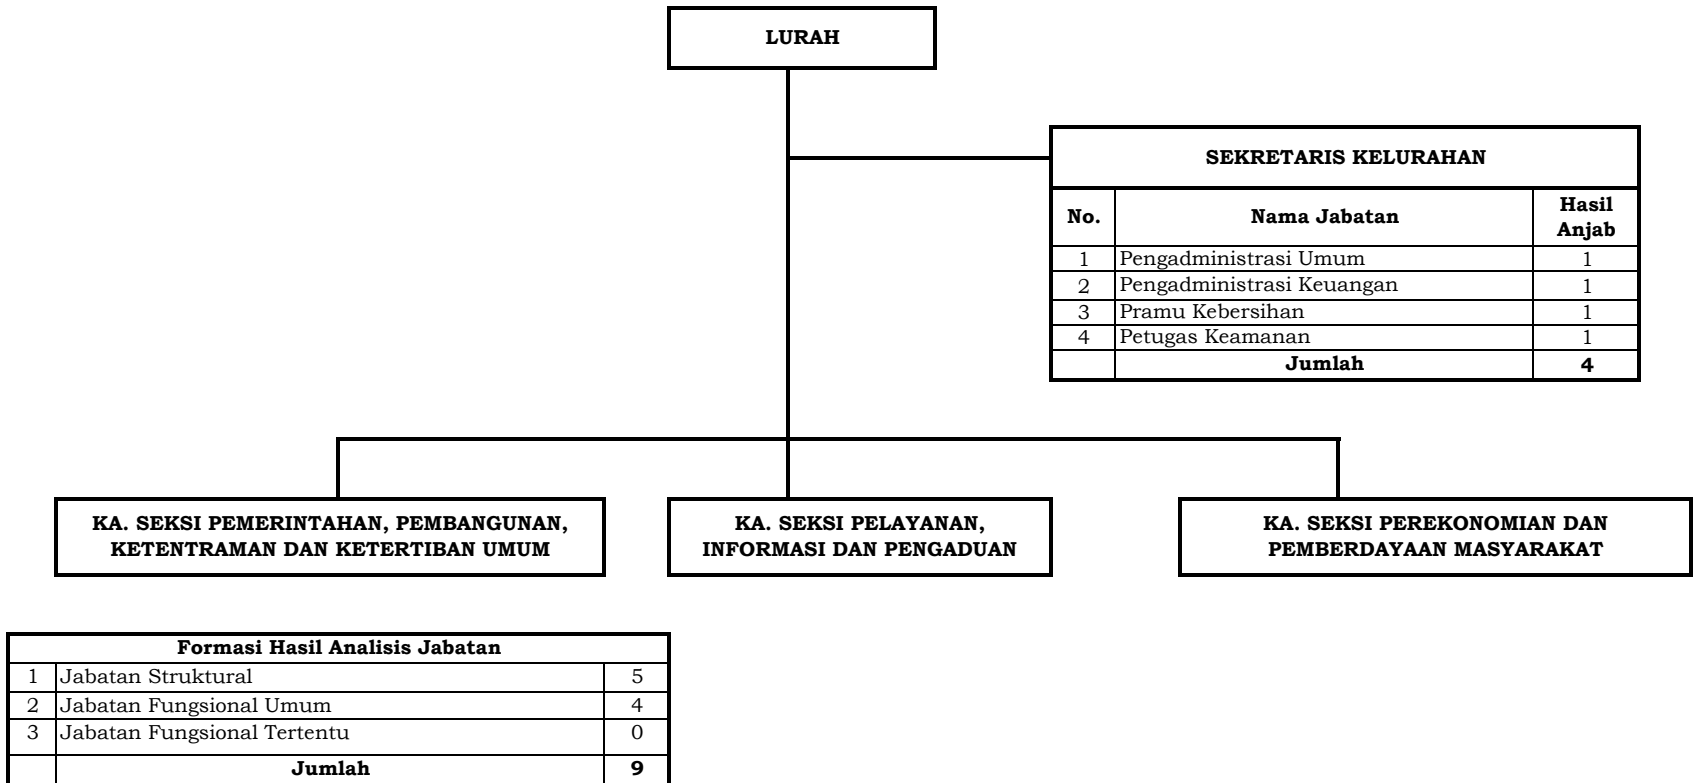 LURAH
SEKRETARIS KELURAHAN
No. Nama Jabatan Hasil Anjab
1 Pengadministrasi Umum 1
2 Pengadministrasi Keuangan 1
3 Pramu Kebersihan 1
4 Petugas Keamanan 1
Jumlah 4
KA. SEKSI PEMERINTAHAN, PEMBANGUNAN,
KETENTRAMAN DAN KETERTIBAN UMUM
KA. SEKSI PELAYANAN,
INFORMASI DAN PENGADUAN
KA. SEKSI PEREKONOMIAN DAN
PEMBERDAYAAN MASYARAKAT
Formasi Hasil Analisis Jabatan
1 Jabatan Struktural 5
2 Jabatan Fungsional Umum 4
3 Jabatan Fungsional Tertentu 0
Jumlah 9